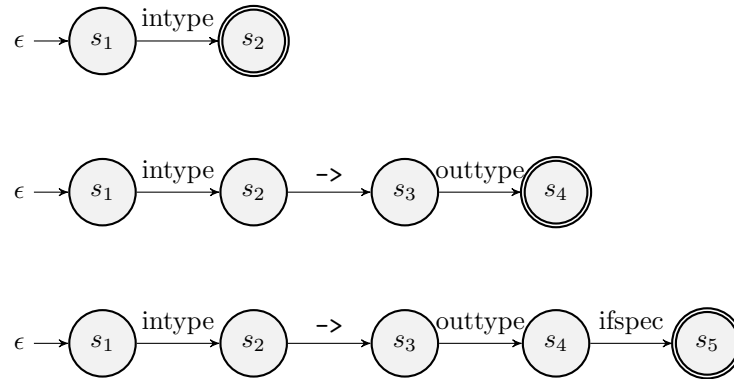 intype
ϵ s₁ s₂
intype -> outtype
ϵ s₁ s₂ s₃ s₄
intype -> outtype ifspec
ϵ s₁ s₂ s₃ s₄ s₅